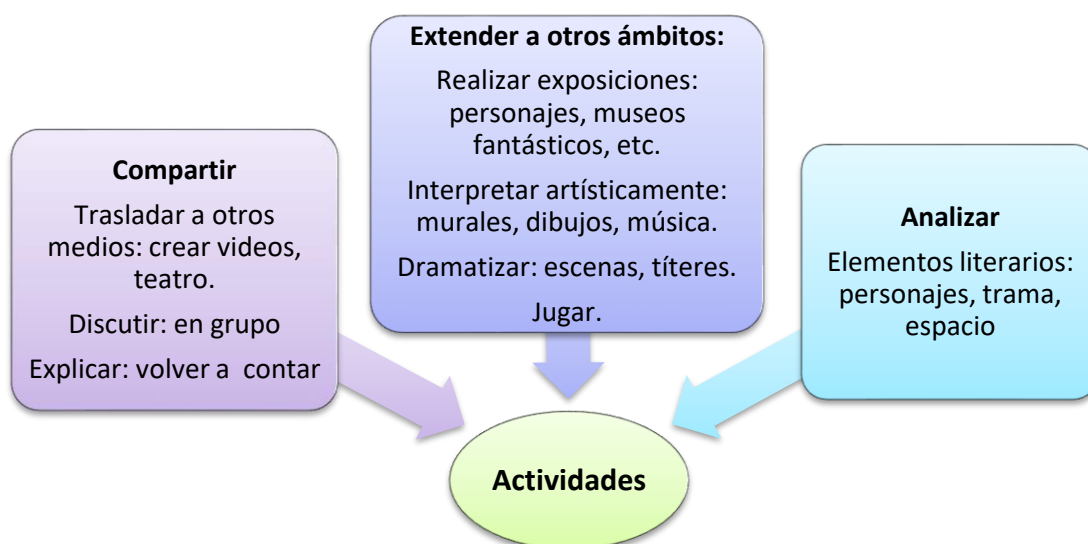 Compartir
Trasladar a otros
medios: crear videos,
teatro.
Discutir: en grupo
Explicar: volver a contar
Extender a otros ámbitos:
Realizar exposiciones:
personajes, museos
fantásticos, etc.
Interpretar artísticamente:
murales, dibujos, música.
Dramatizar: escenas, títeres.
Jugar.
Analizar
Elementos literarios:
personajes, trama,
espacio
Actividades